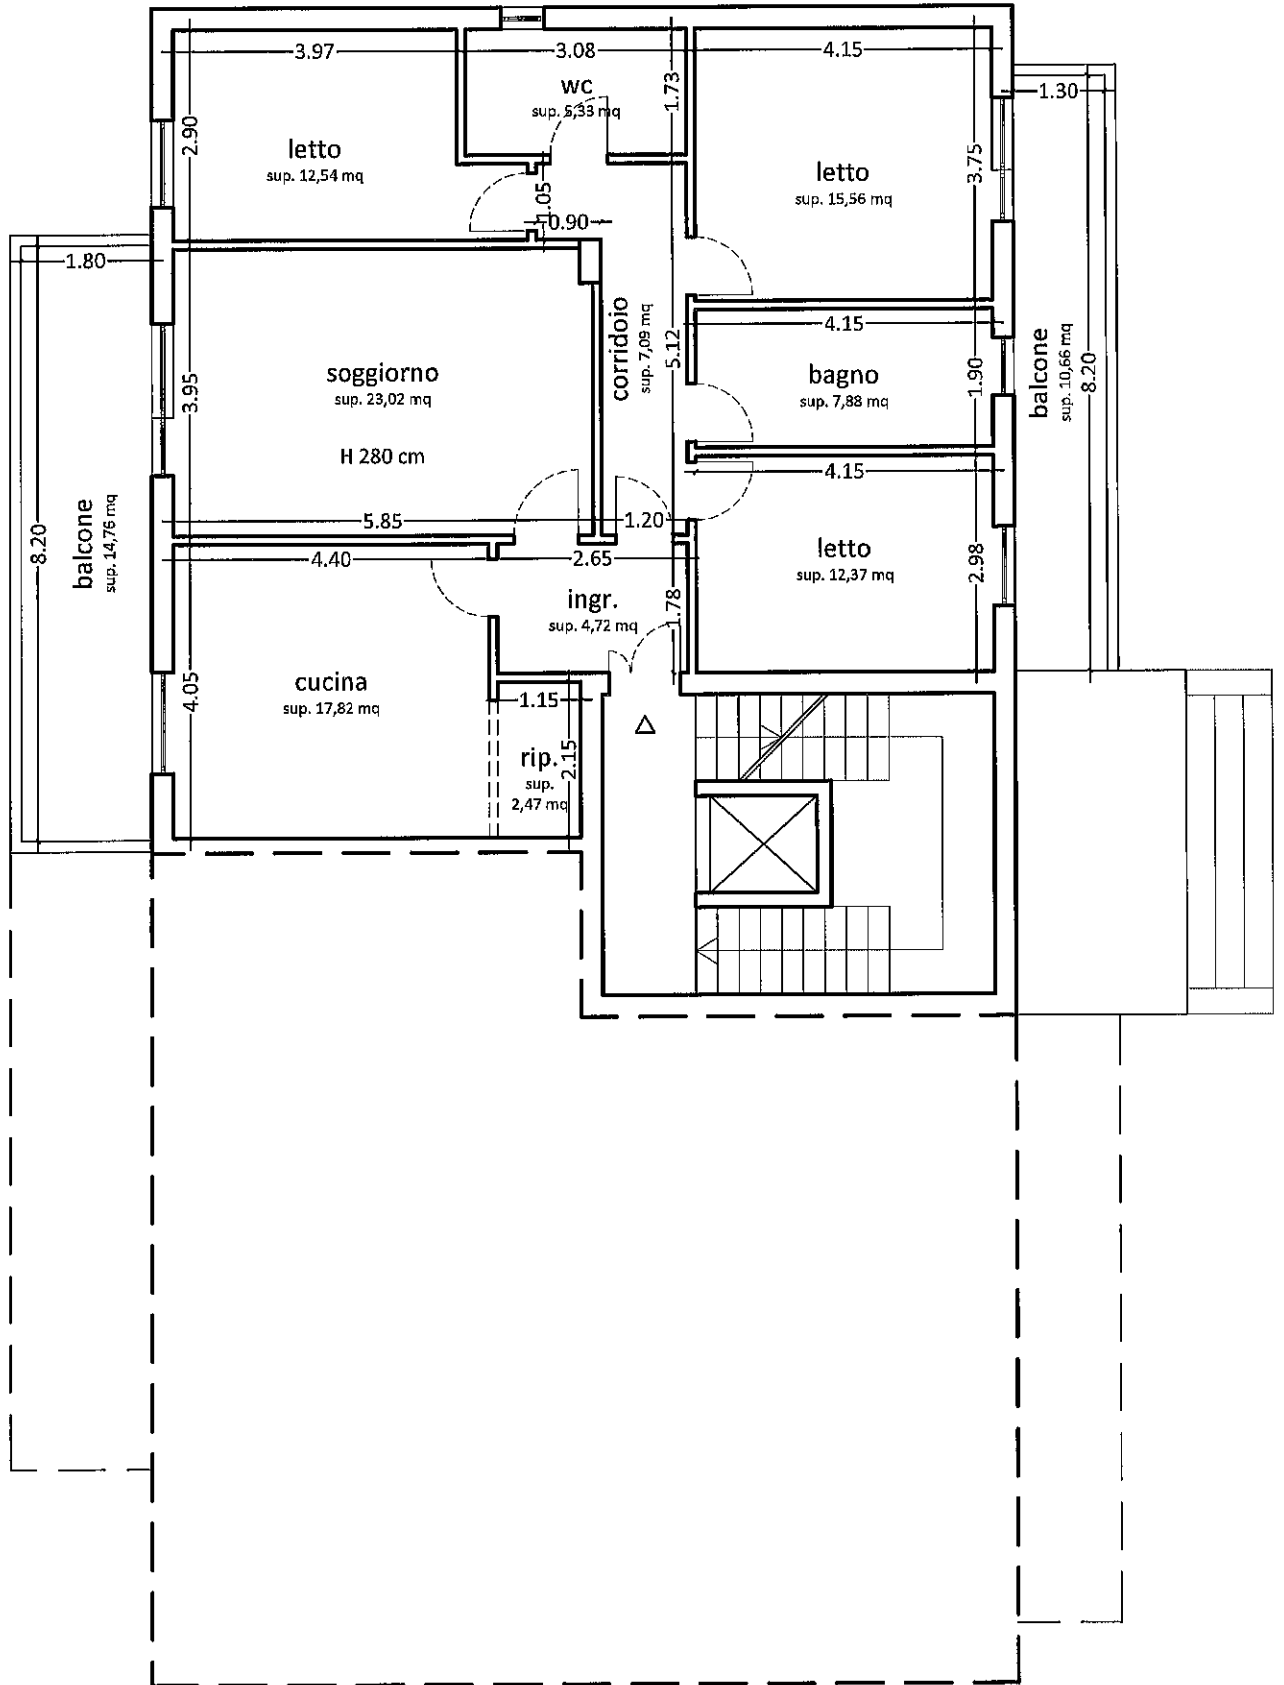 3.97
3.08
4.15
wc
sup. 5,33 mq
1.73
1.30
2.90
letto
sup. 12,54 mq
letto
sup. 15,56 mq
3.75
1.05
0.90
1.80
corridoio
sup. 7,09 mq
5.12
4.15
soggiorno
sup. 23,02 mq
H 280 cm
3.95
bagno
sup. 7,88 mq
1.90
balcone
sup. 10,66 mq
8.20
4.15
5.85
1.20
balcone
sup. 14,76 mq
8.20
4.40
2.65
letto
sup. 12,37 mq
2.98
ingr.
sup. 4,72 mq
1.78
cucina
sup. 17,82 mq
4.05
1.15
rip.
sup.
2,47 mq
2.15